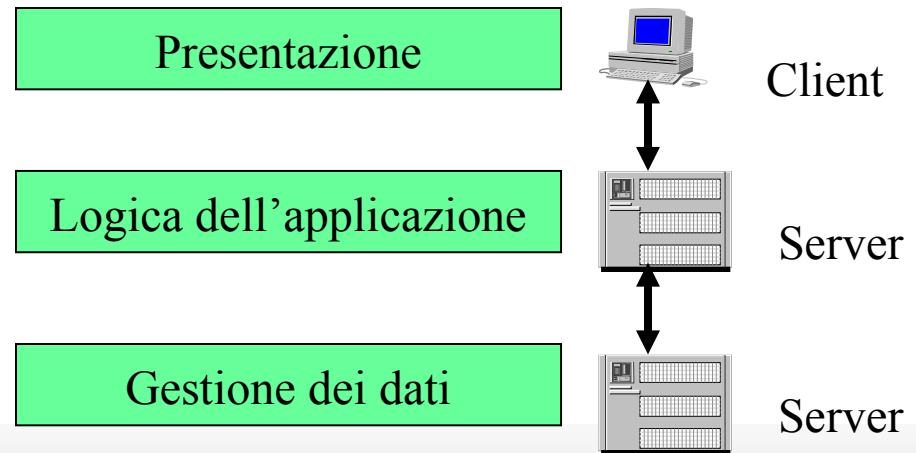 Presentazione
Client
Logica dell’applicazione
Server
Gestione dei dati
Server